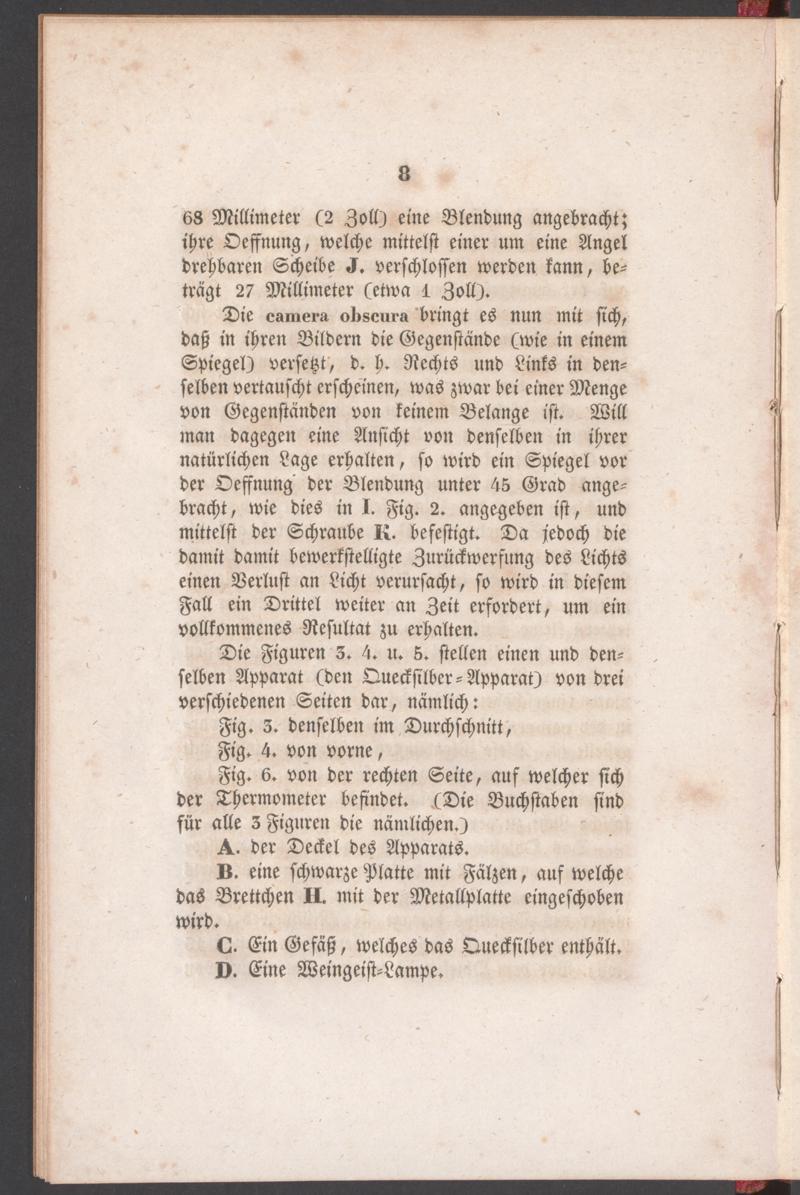 8
68 Millimeter (2 Zoll) eine Blendung angebracht;
ihre Oeffnung, welche mittelst einer um eine Angel
drehbaren Scheibe J. verschlossen werden kann, be-
trägt 27 Millimeter (etwa 1 Zoll).
Die camera obscura bringt es nun mit sich,
daß in ihren Bildern die Gegenstände (wie in einem
Spiegel) versetzt, d. h. Rechts und Links in den-
selben vertauscht erscheinen, was zwar bei einer Menge
von Gegenständen von keinem Belange ist. Will
man dagegen eine Ansicht von denselben in ihrer
natürlichen Lage erhalten, so wird ein Spiegel vor
der Oeffnung der Blendung unter 45 Grad ange-
bracht, wie dies in I. Fig. 2. angegeben ist, und
mittelst der Schraube K. befestigt. Da jedoch die
damit damit bewerkstelligte Zurückwerfung des Lichts
einen Verlust an Licht verursacht, so wird in diesem
Fall ein Drittel weiter an Zeit erfordert, um ein
vollkommenes Resultat zu erhalten.
Die Figuren 3. 4. u. 5. stellen einen und den-
selben Apparat (den Quecksilber-Apparat) von drei
verschiedenen Seiten dar, nämlich:
Fig. 3. denselben im Durchschnitt,
Fig. 4. von vorne,
Fig. 6. von der rechten Seite, auf welcher sich
der Thermometer befindet. (Die Buchstaben sind
für alle 3 Figuren die nämlichen.)
A. der Deckel des Apparats.
B. eine schwarze Platte mit Fälzen, auf welche
das Brettchen H. mit der Metallplatte eingeschoben
wird.
C. Ein Gefäß, welches das Quecksilber enthält.
D. Eine Weingeist-Lampe.